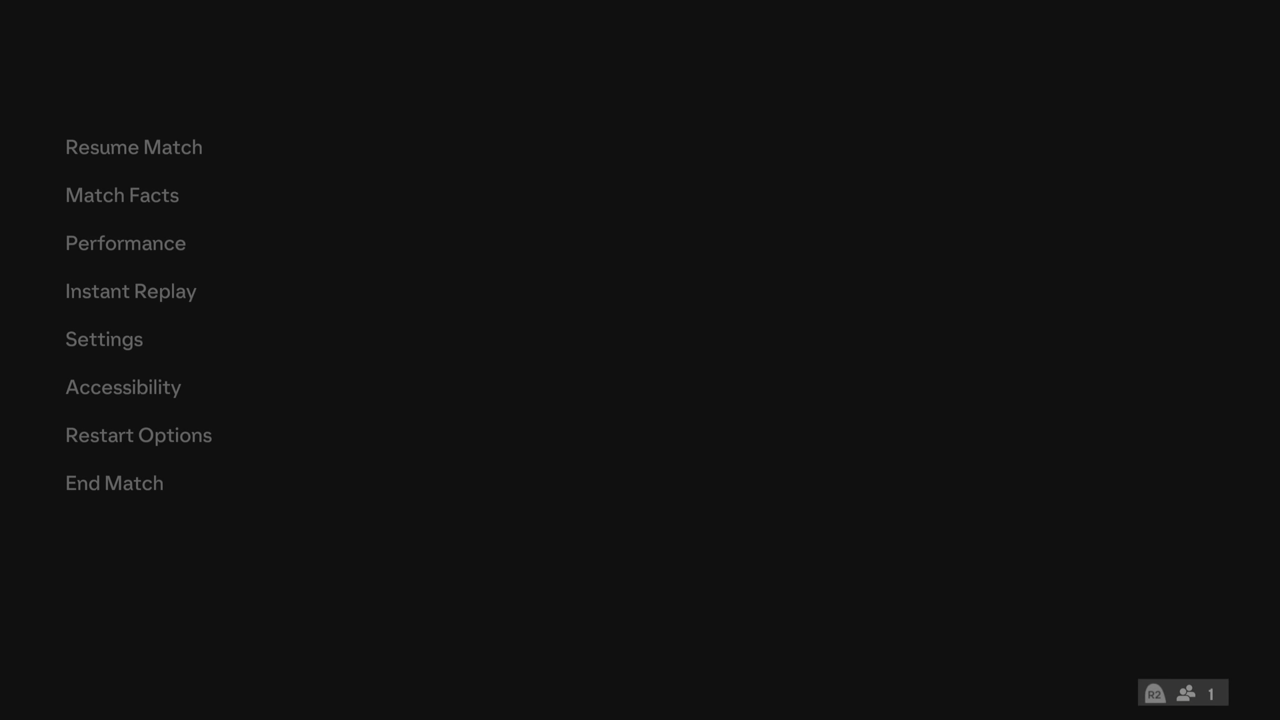 Resume Match
Match Facts
Performance
Instant Replay
Settings
Accessibility
Restart Options
End Match
R2 1